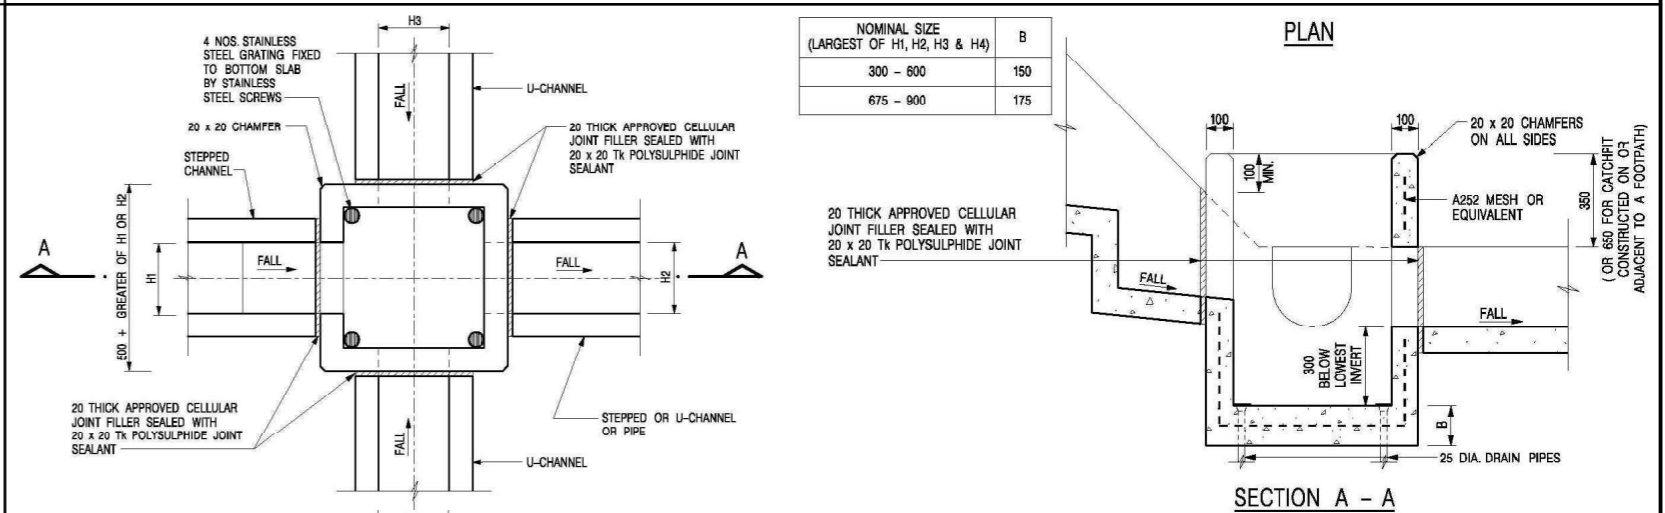 H3
4 NOS. STAINLESS
STEEL GRATING FIXED
TO BOTTOM SLAB
BY STAINLESS
STEEL SCREWS
FALL
U-CHANNEL
20 x 20 CHAMFER
20 THICK APPROVED CELLULAR
JOINT FILLER SEALED WITH
20 x 20 Tk POLYSULPHIDE JOINT
SEALANT
STEPPED
CHANNEL
A
600 + GREATER OF H1 OR H2
H1
FALL
FALL
H2
A
20 THICK APPROVED CELLULAR
JOINT FILLER SEALED WITH
20 x 20 Tk POLYSULPHIDE JOINT
SEALANT
FALL
STEPPED OR U-CHANNEL
OR PIPE
U-CHANNEL
NOMINAL SIZE
(LARGEST OF H1, H2, H3 & H4)
B
300 - 600
150
675 - 900
175
PLAN
100
100
20 x 20 CHAMFERS
ON ALL SIDES
100
MIN.
A252 MESH OR
EQUIVALENT
350
(OR 650 FOR CATCHPIT
CONSTRUCTED ON OR
ADJACENT TO A FOOTPATH)
20 THICK APPROVED CELLULAR
JOINT FILLER SEALED WITH
20 x 20 Tk POLYSULPHIDE JOINT
SEALANT
FALL
FALL
300
BELOW
LOWEST
INVERT
B
25 DIA. DRAIN PIPES
SECTION A - A